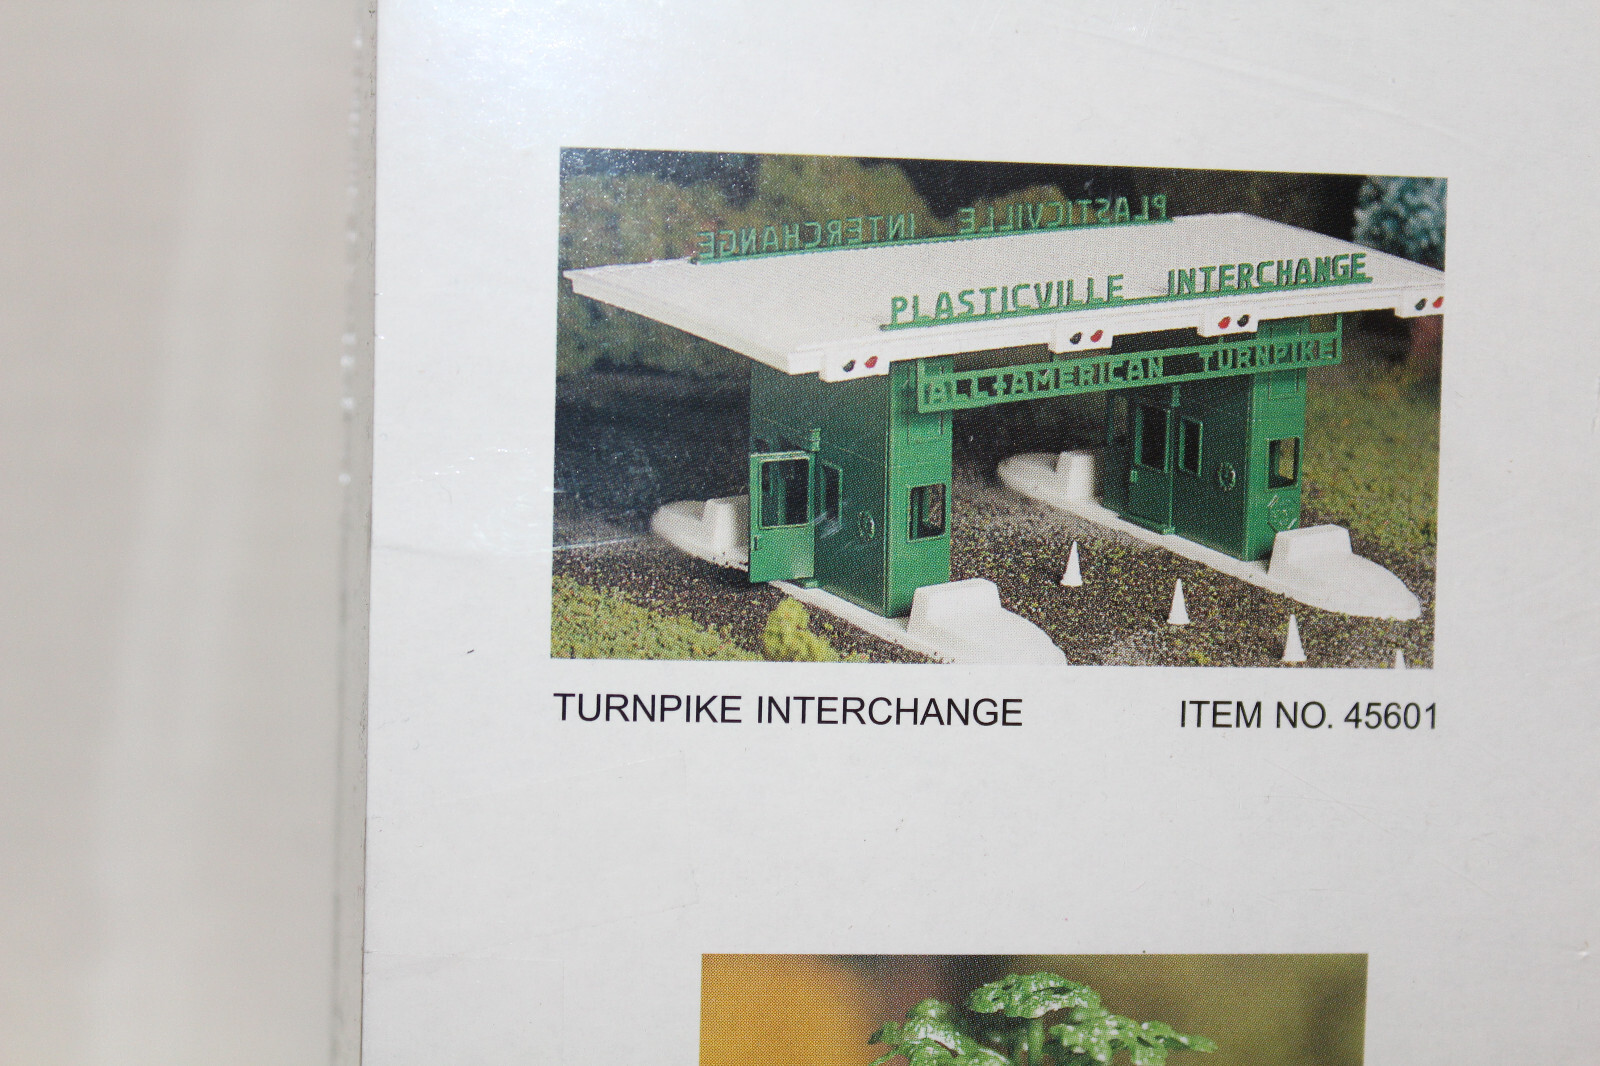 PLASTICVILLE INTERCHANGE
PLASTICVILLE INTERCHANGE
ALL-AMERICAN TURNPIKE
TURNPIKE INTERCHANGE ITEM NO. 45601